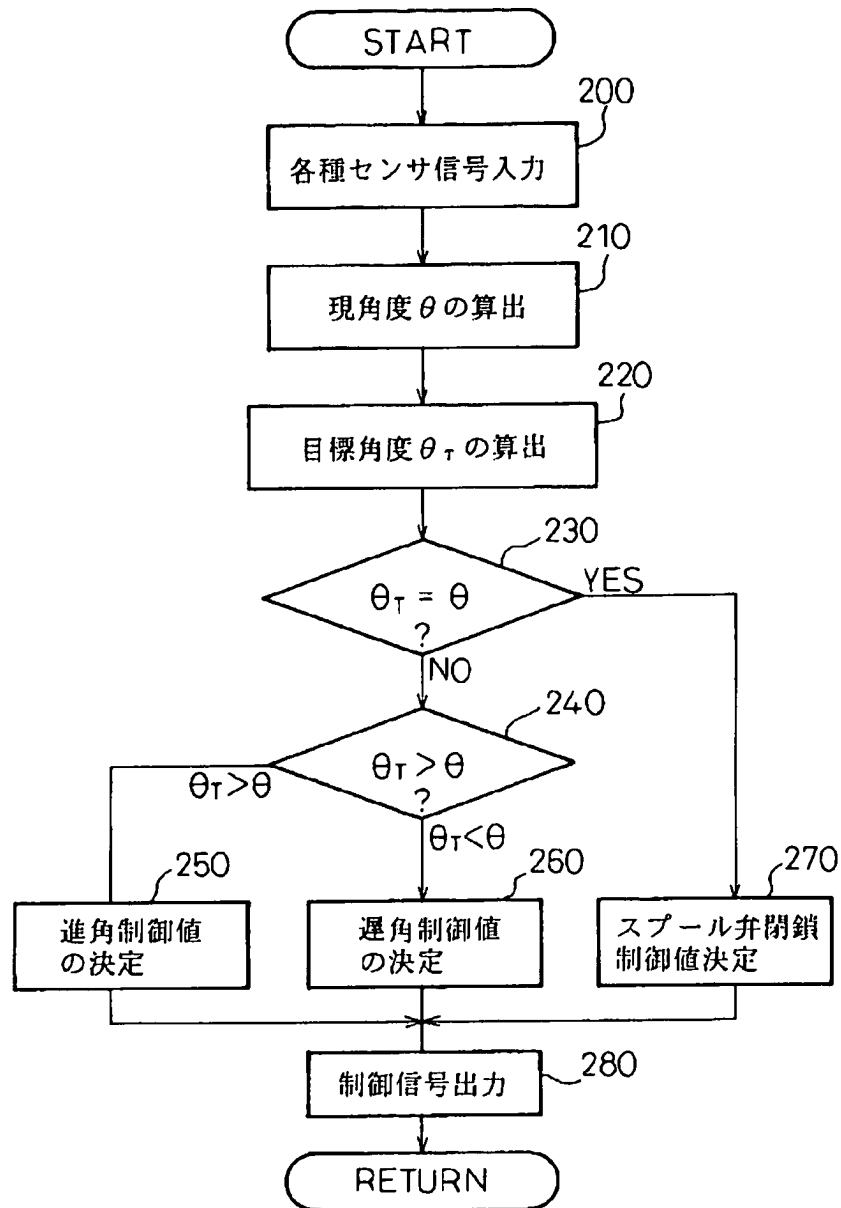 START
200
各種センサ信号入力
210
現角度θの算出
220
目標角度θTの算出
230
θT = θ
?
YES
NO
240
θT > θ
?
θT>θ
θT<θ
250
進角制御値
の決定
260
遅角制御値
の決定
270
スプール弁閉鎖
制御値決定
280
制御信号出力
RETURN